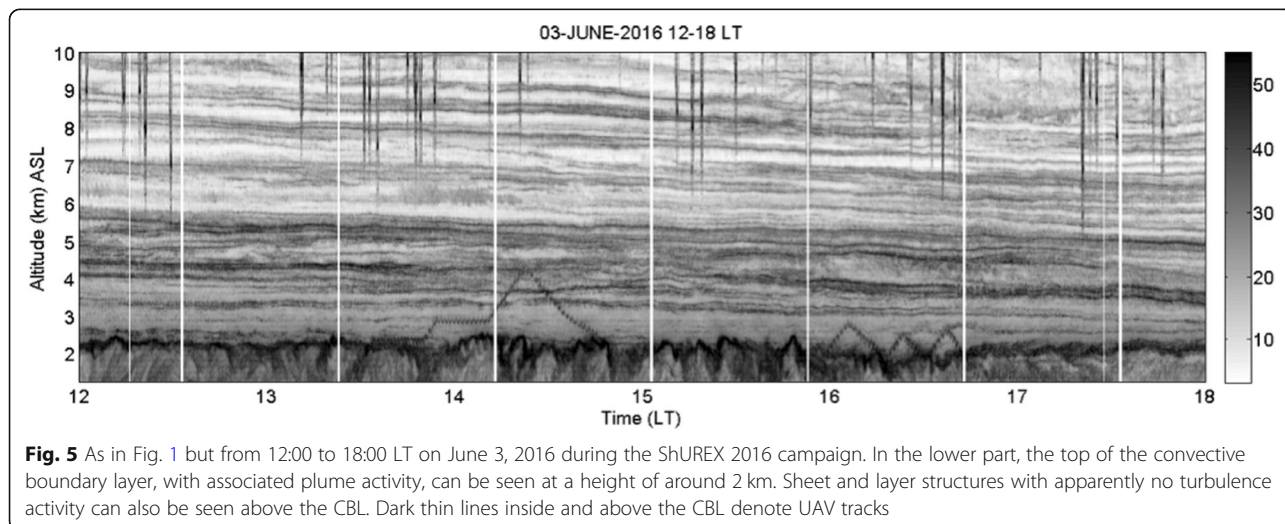 03-JUNE-2016 12-18 LT
Altitude (km) ASL
10
9
8
7
6
5
4
3
2
12 13 14 15 16 17 18
Time (LT)
50
40
30
20
10
Fig. 5 As in Fig. 1 but from 12:00 to 18:00 LT on June 3, 2016 during the ShUREX 2016 campaign. In the lower part, the top of the convective
boundary layer, with associated plume activity, can be seen at a height of around 2 km. Sheet and layer structures with apparently no turbulence
activity can also be seen above the CBL. Dark thin lines inside and above the CBL denote UAV tracks